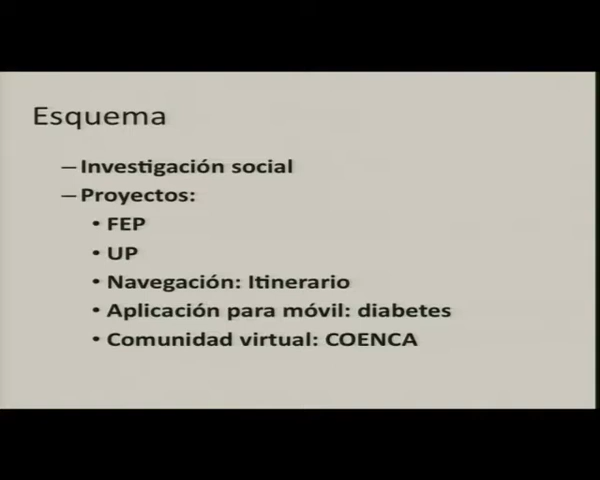 Esquema
– Investigación social
– Proyectos:
• FEP
• UP
• Navegación: Itinerario
• Aplicación para móvil: diabetes
• Comunidad virtual: COENCA